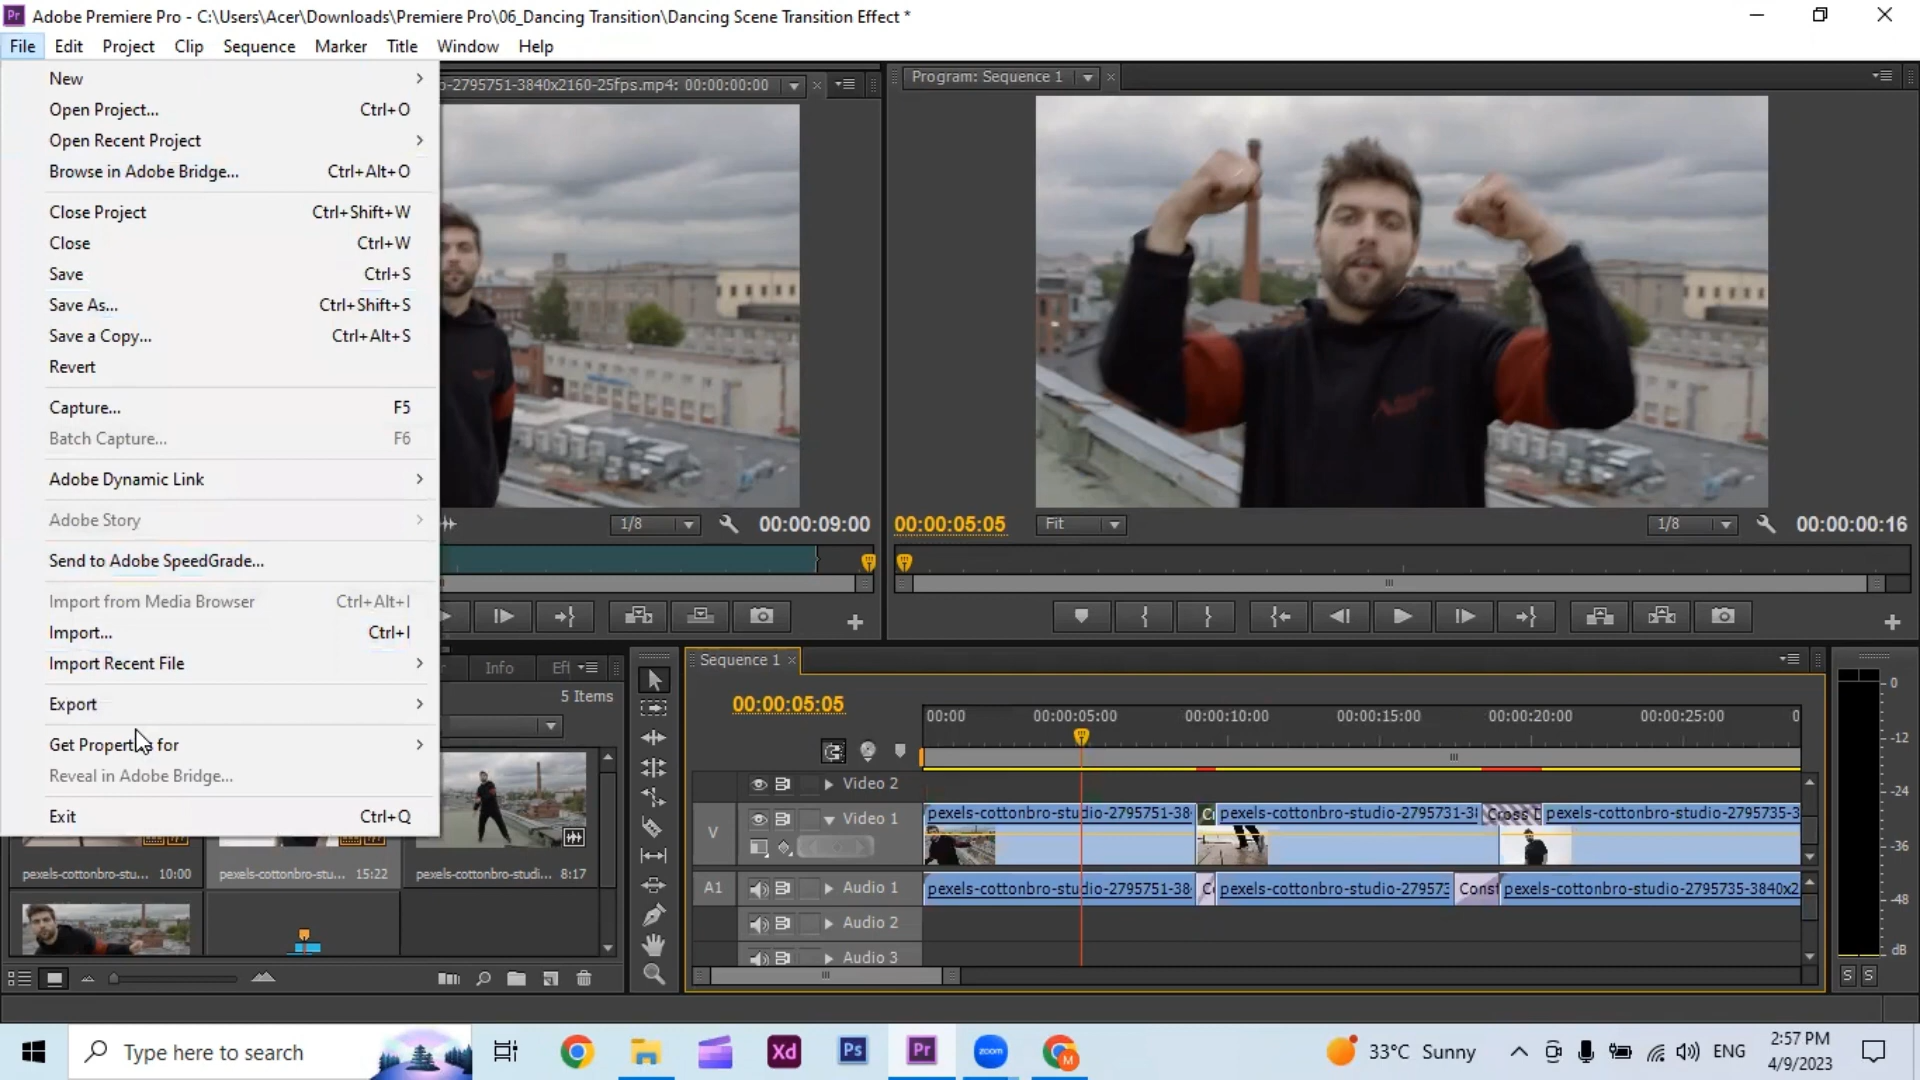 Pr Adobe Premiere Pro - C:\Users\Acer\Downloads\Premiere Pro\06_Dancing Transition\Dancing Scene Transition Effect *
File Edit Project Clip Sequence Marker Title Window Help
New
Open Project... Ctrl+O
Open Recent Project
Browse in Adobe Bridge... Ctrl+Alt+O
Close Project Ctrl+Shift+W
Close Ctrl+W
Save Ctrl+S
Save As... Ctrl+Shift+S
Save a Copy... Ctrl+Alt+S
Revert
Capture... F5
Batch Capture... F6
Adobe Dynamic Link
Adobe Story
Send to Adobe SpeedGrade...
Import from Media Browser Ctrl+Alt+I
Import... Ctrl+I
Import Recent File
Export
Get Properties for
Reveal in Adobe Bridge...
Exit Ctrl+Q
o-2795751-3840x2160-25fps.mp4: 00:00:00:00
1/8 00:00:09:00
Program: Sequence 1
00:00:05:05 Fit 1/8 00:00:00:16
Info Ef
5 Items
pexels-cottonbro-stu... 10:00
pexels-cottonbro-stu... 15:22
pexels-cottonbro-studi... 8:17
Sequence 1
00:00:05:05
00:00 00:00:05:00 00:00:10:00 00:00:15:00 00:00:20:00 00:00:25:00 0
Video 2
V Video 1
pexels-cottonbro-studio-2795751-38 pexels-cottonbro-studio-2795731-38 Cross D pexels-cottonbro-studio-2795735-3
A1 Audio 1
pexels-cottonbro-studio-2795751-38 pexels-cottonbro-studio-279573 Const pexels-cottonbro-studio-2795735-3840x2
Audio 2
Audio 3
0
-12
-24
-36
-48
dB
S S
Type here to search
Xd Ps Pr zoom M
33°C Sunny
ENG
2:57 PM
4/9/2023